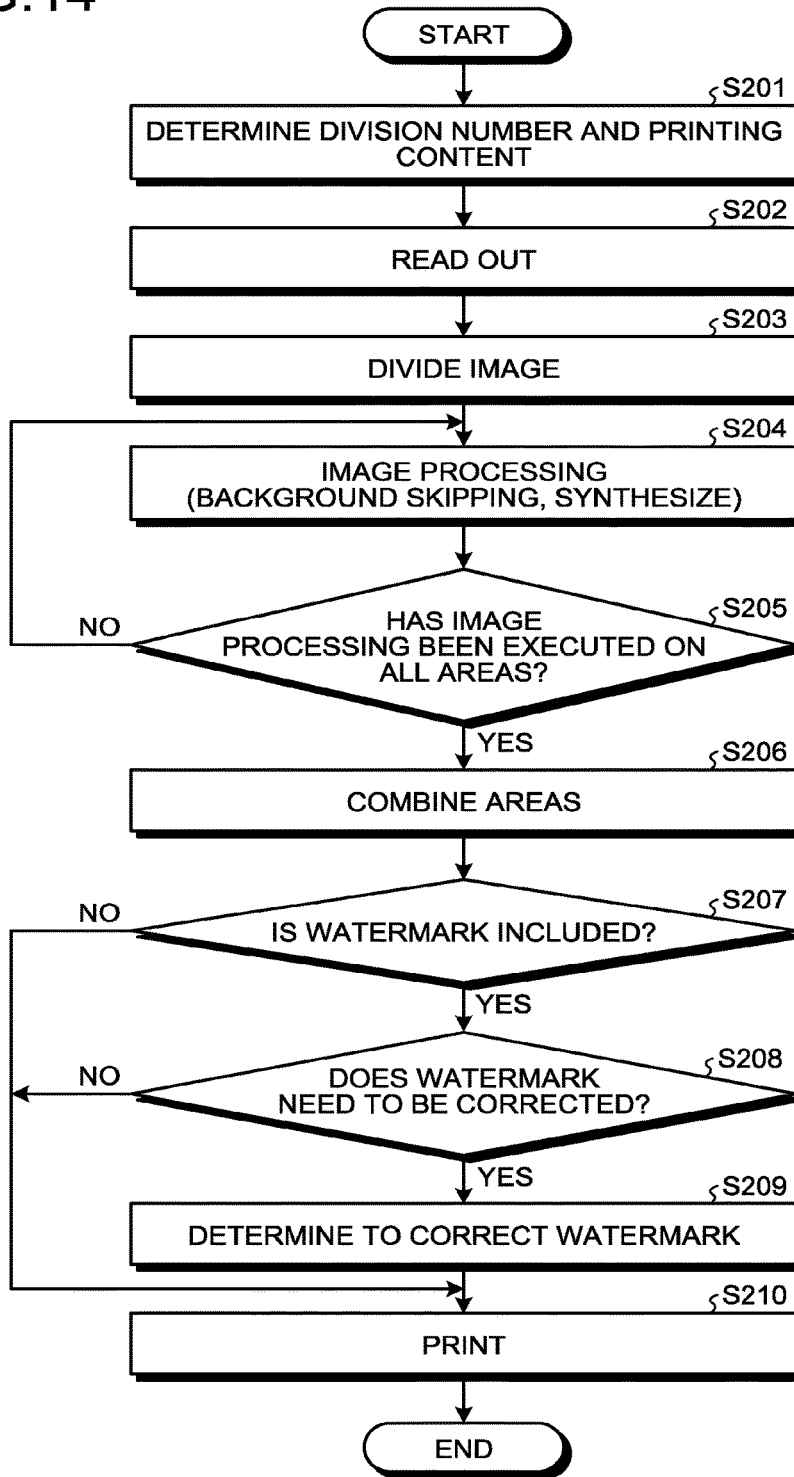 START
S201
DETERMINE DIVISION NUMBER AND PRINTING
CONTENT
S202
READ OUT
S203
DIVIDE IMAGE
S204
IMAGE PROCESSING
(BACKGROUND SKIPPING, SYNTHESIZE)
S205
HAS IMAGE
PROCESSING BEEN EXECUTED ON
ALL AREAS?
NO
YES
S206
COMBINE AREAS
S207
IS WATERMARK INCLUDED?
NO
YES
S208
DOES WATERMARK
NEED TO BE CORRECTED?
NO
YES
S209
DETERMINE TO CORRECT WATERMARK
S210
PRINT
END